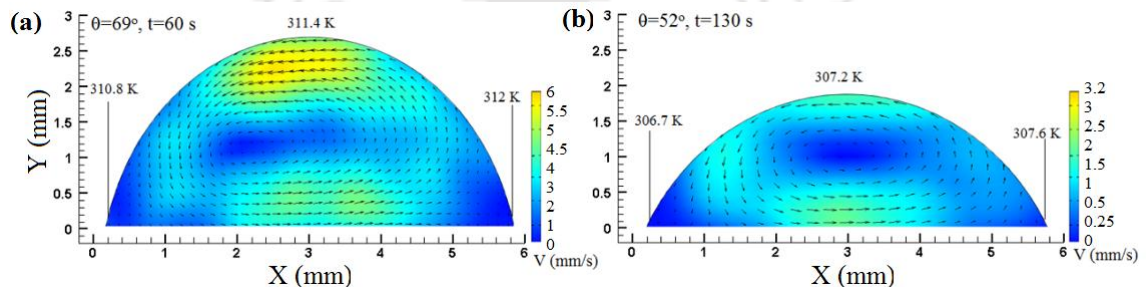 (a)
θ=69°, t=60 s
311.4 K
310.8 K
312 K
3
2.5
2
1.5
1
0.5
0
Y (mm)
0 1 2 3 4 5 6
X (mm)
6
5.5
5
4.5
4
3
2
1
0
V (mm/s)
(b)
θ=52°, t=130 s
307.2 K
306.7 K
307.6 K
3
2.5
2
1.5
1
0.5
0
0 1 2 3 4 5 6
X (mm)
3.2
3
2.5
2
1.5
1
0.5
0.25
0
V (mm/s)